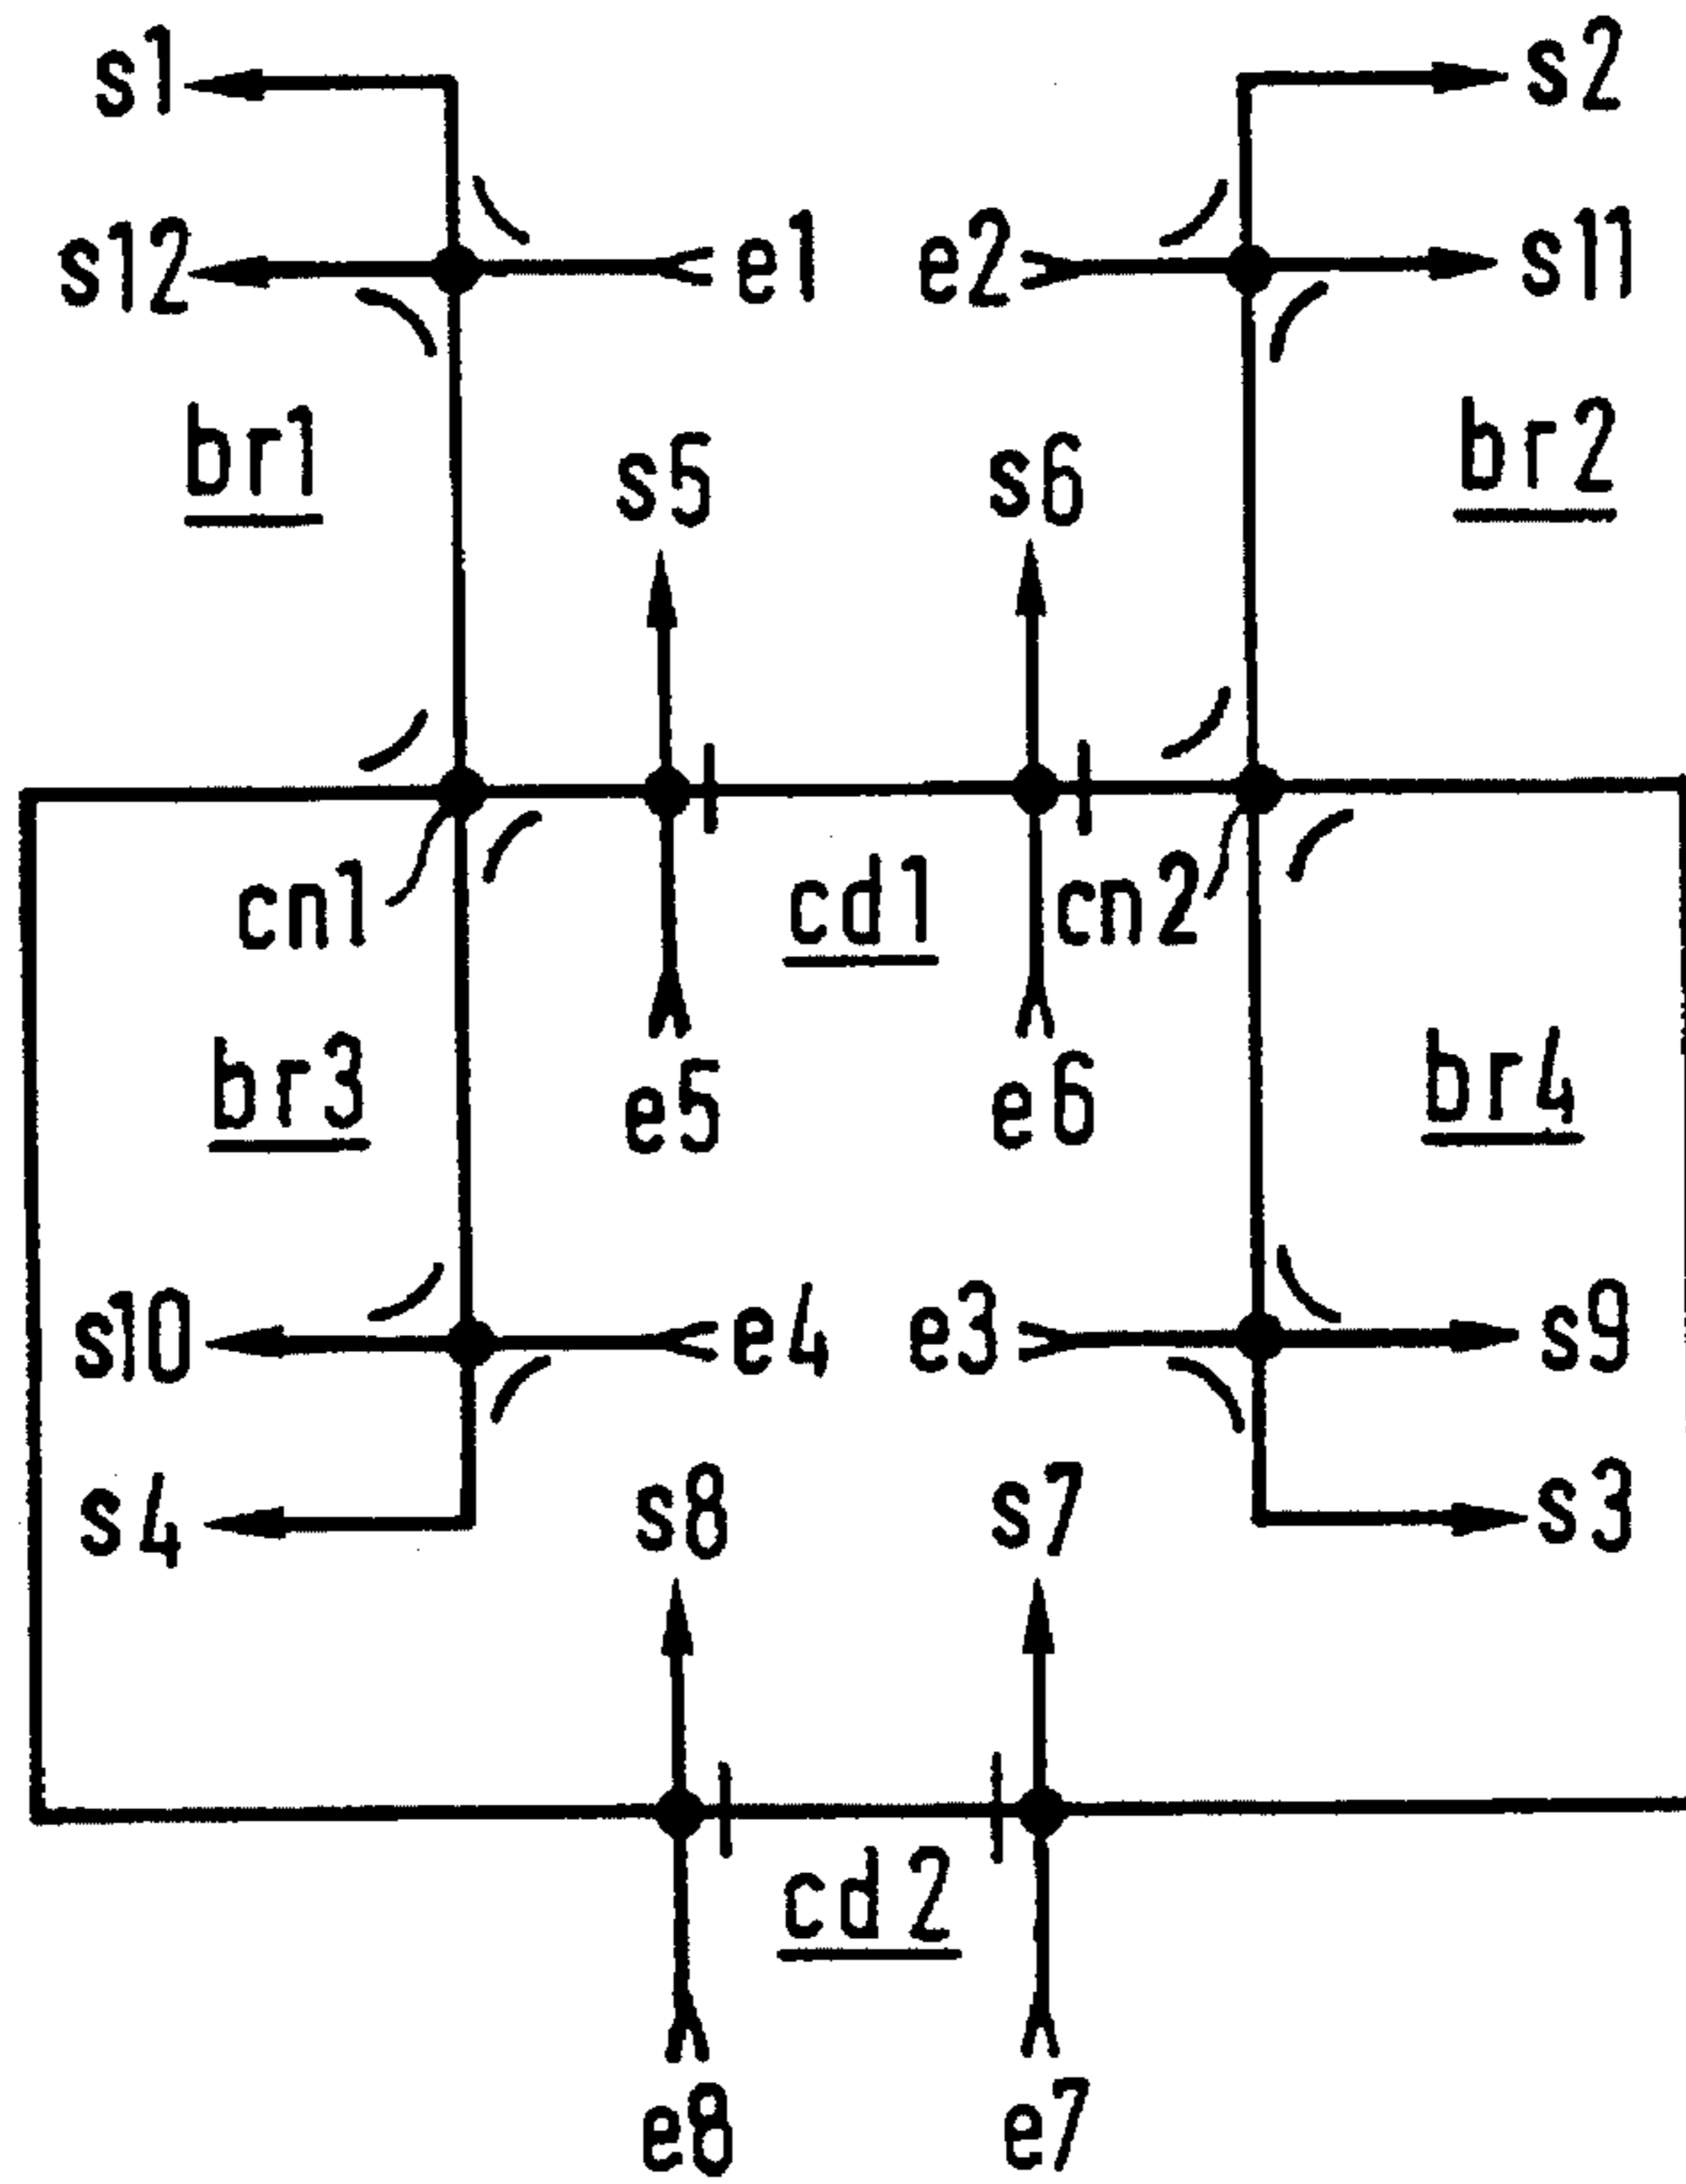 s1 s2
s12 e1 e2 s11
br1 s5 s6 br2
cn1 cd1 cn2
br3 e5 e6 br4
s10 e4 e3 s9
s4 s8 s7 s3
cd2
e8 e7